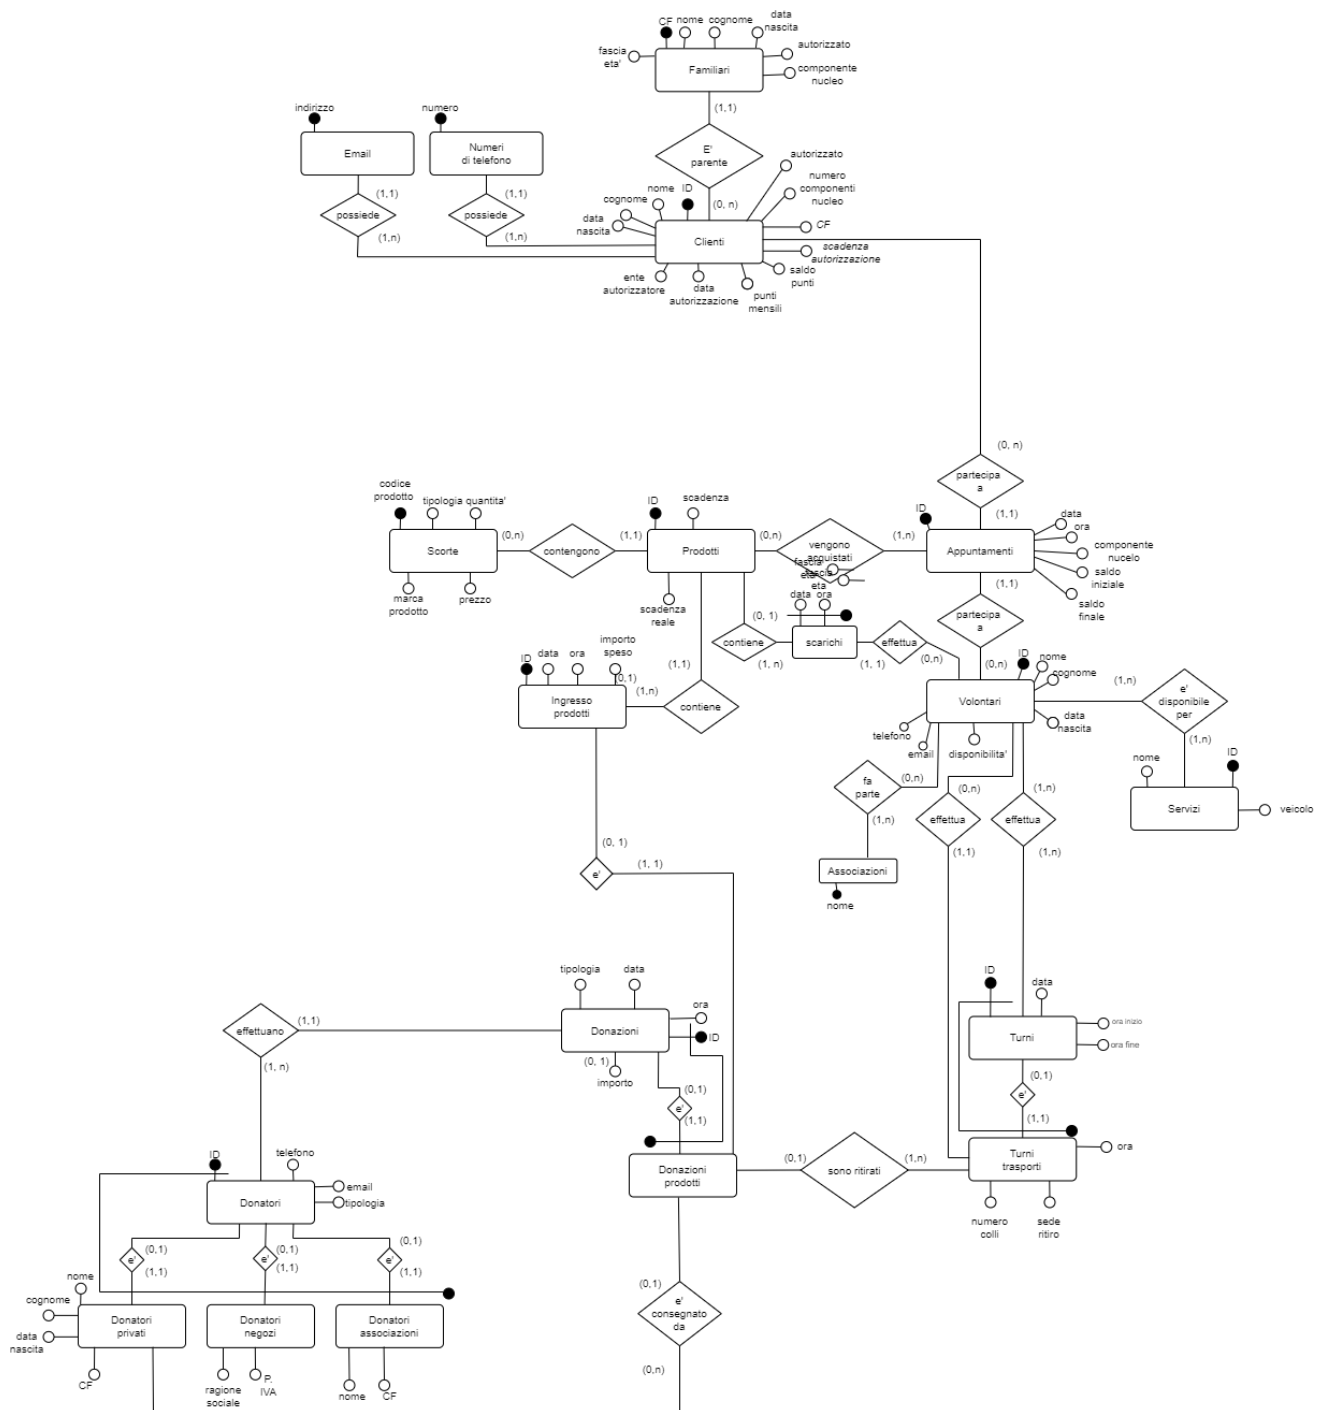 CF
nome
cognome
data
nascita
fascia
eta'
autorizzato
componente
nucleo
Familiari
(1,1)
indirizzo
numero
Email
Numeri
di telefono
E'
parente
autorizzato
(1,1)
(1,1)
possiede
possiede
(1,n)
(1,n)
nome
ID
cognome
data
nascita
(0, n)
numero
componenti
nucleo
CF
Clienti
scadenza
autorizzazione
saldo
punti
ente
autorizzatore
data
autorizzazione
punti
mensili
(0, n)
partecipa
a
(1,1)
codice
prodotto
tipologia
quantita'
ID
scadenza
ID
data
ora
componente
nucelo
saldo
iniziale
saldo
finale
Scorte
(0,n)
contengono
(1,1)
Prodotti
(0,n)
vengono
acquistati
(1,n)
Appuntamenti
fascia
eta'
fascia
eta
marca
prodotto
prezzo
scadenza
reale
(1,1)
partecipa
a
(0, 1)
data
ora
contiene
scarichi
effettua
(1, n)
(1, 1)
(0,n)
(0,n)
ID
data
ora
importo
speso
(0,1)
(1,1)
Ingresso
prodotti
(1,n)
contiene
ID
nome
cognome
Volontari
data
nascita
telefono
email
disponibilita'
(1,n)
e'
disponibile
per
(1,n)
nome
ID
Servizi
veicolo
fa
parte
(0,n)
(0,n)
(1,n)
effettua
effettua
(1,n)
(1,1)
(1,n)
Associazioni
nome
(0, 1)
(1, 1)
e'
tipologia
data
ora
Donazioni
ID
(0, 1)
importo
effettuano
(1,1)
(1, n)
(0,1)
e'
(1,1)
ID
data
Turni
ora inizio
ora fine
(0,1)
e'
(1,1)
Donazioni
prodotti
(0,1)
sono ritirati
(1,n)
Turni
trasporti
ora
numero
colli
sede
ritiro
ID
telefono
Donatori
email
tipologia
(0,1)
(0,1)
(0,1)
e'
e'
e'
(1,1)
(1,1)
(1,1)
nome
cognome
data
nascita
Donatori
privati
Donatori
negozi
Donatori
associazioni
CF
ragione
sociale
P.
IVA
nome
CF
(0,1)
e'
consegnato
da
(0,n)